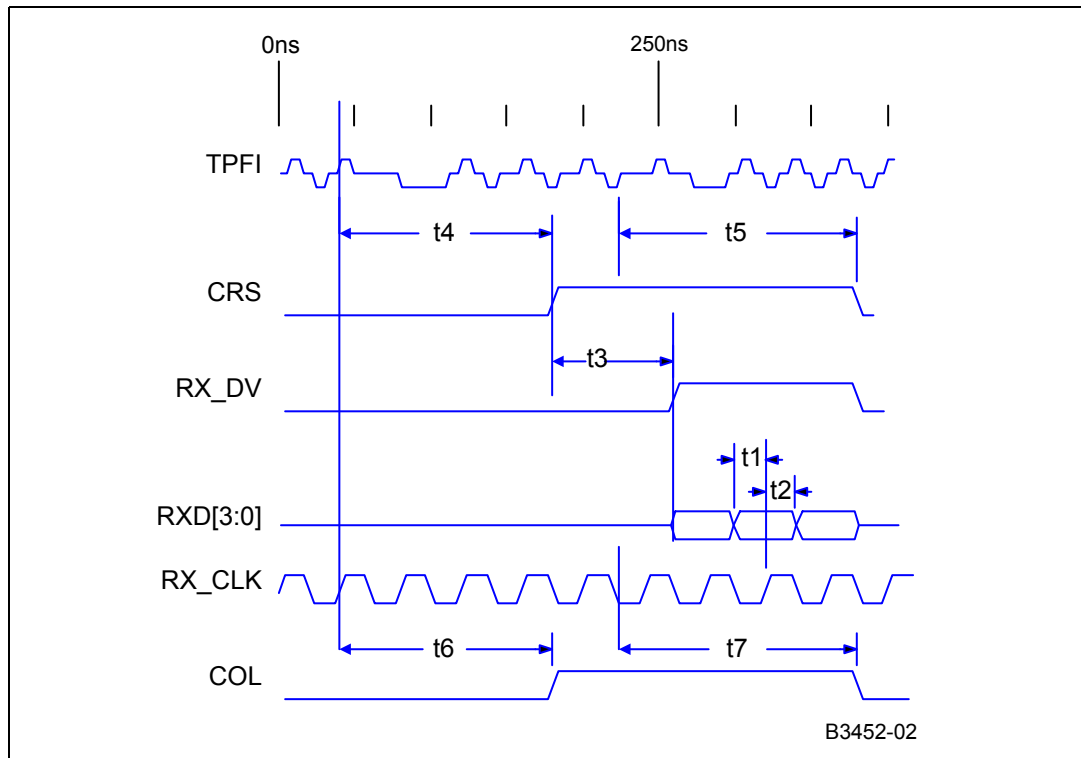 0ns 250ns
TPFI
t4 t5
CRS
t3
RX_DV
t1
t2
RXD[3:0]
RX_CLK
t6 t7
COL
B3452-02